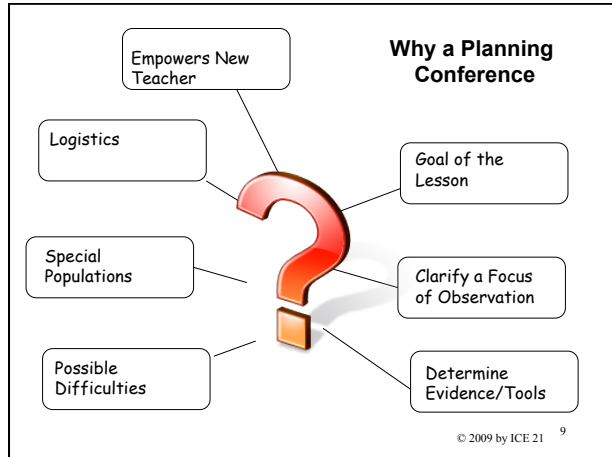 Why a Planning
Conference
Empowers New
Teacher
Logistics
Goal of the
Lesson
Special
Populations
Clarify a Focus
of Observation
Possible
Difficulties
Determine
Evidence/Tools
© 2009 by ICE 21
9